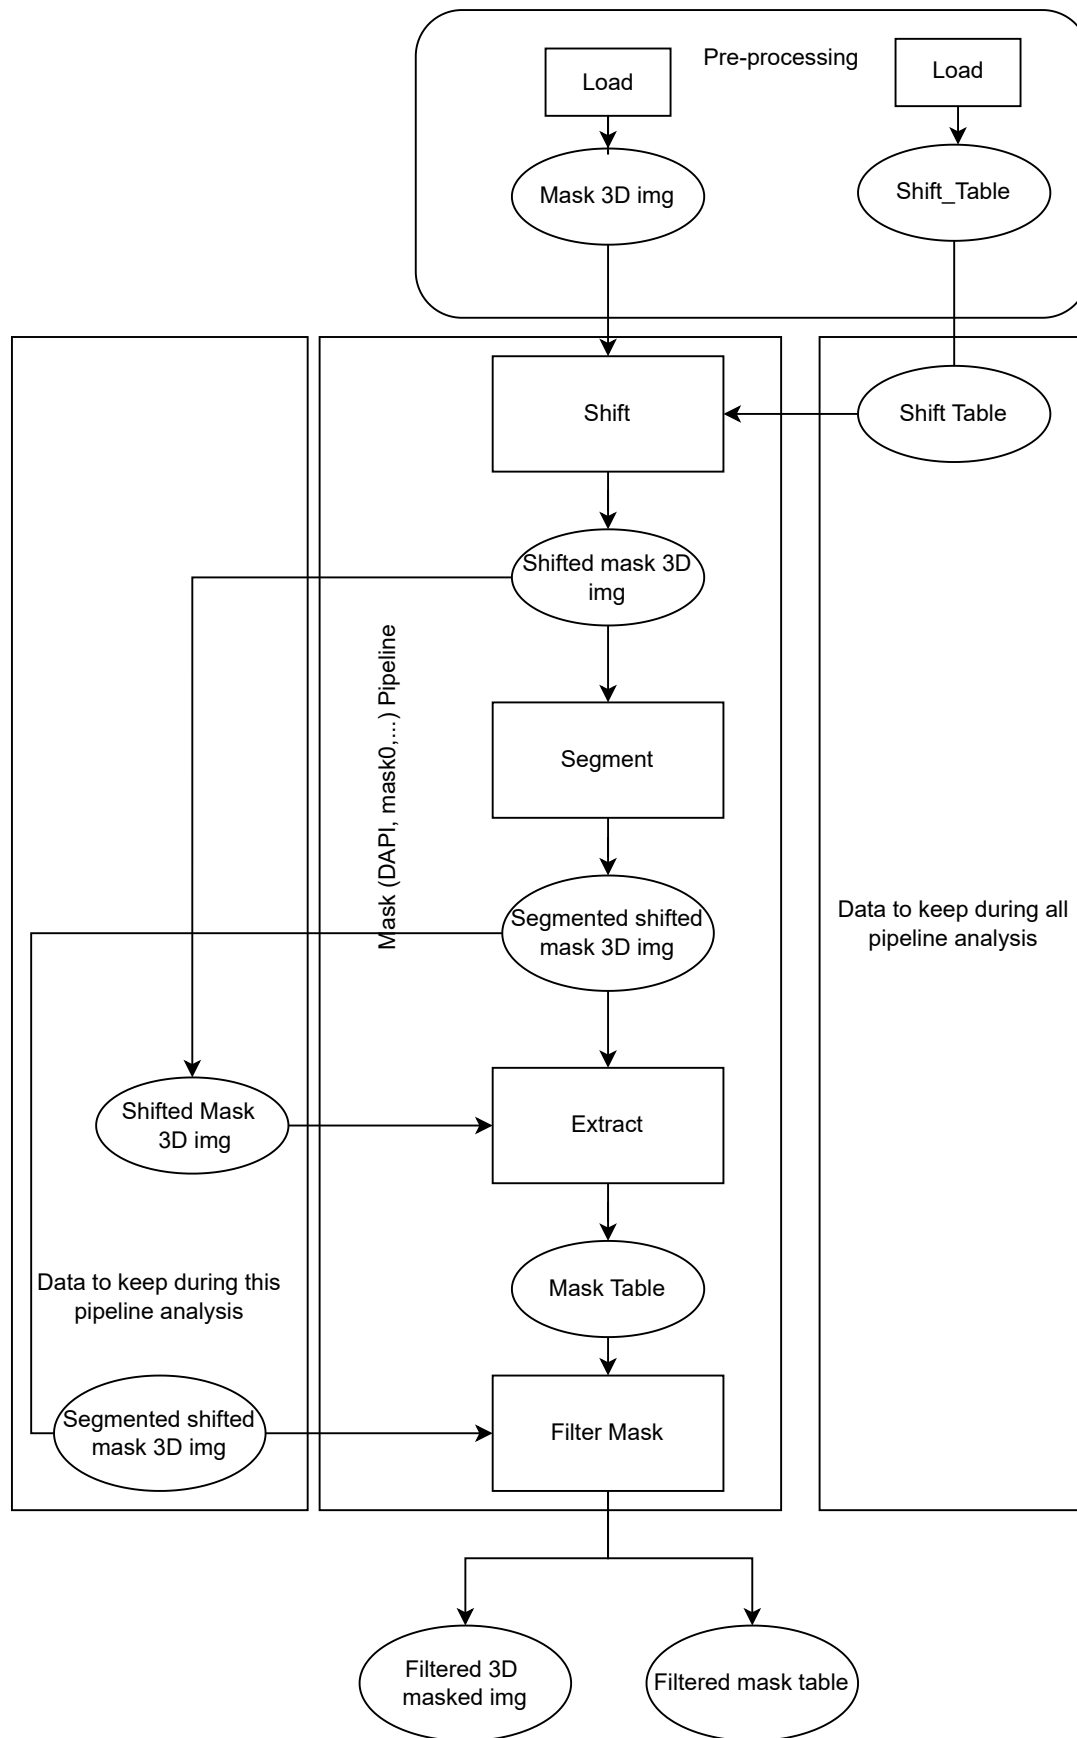 Pre-processing
Load
Load
Mask 3D img
Shift_Table
Shift
Shift Table
Shifted mask 3D
img
Mask (DAPI, mask0,...) Pipeline
Segment
Segmented shifted
mask 3D img
Data to keep during all
pipeline analysis
Shifted Mask
3D img
Extract
Data to keep during this
pipeline analysis
Mask Table
Segmented shifted
mask 3D img
Filter Mask
Filtered 3D
masked img
Filtered mask table